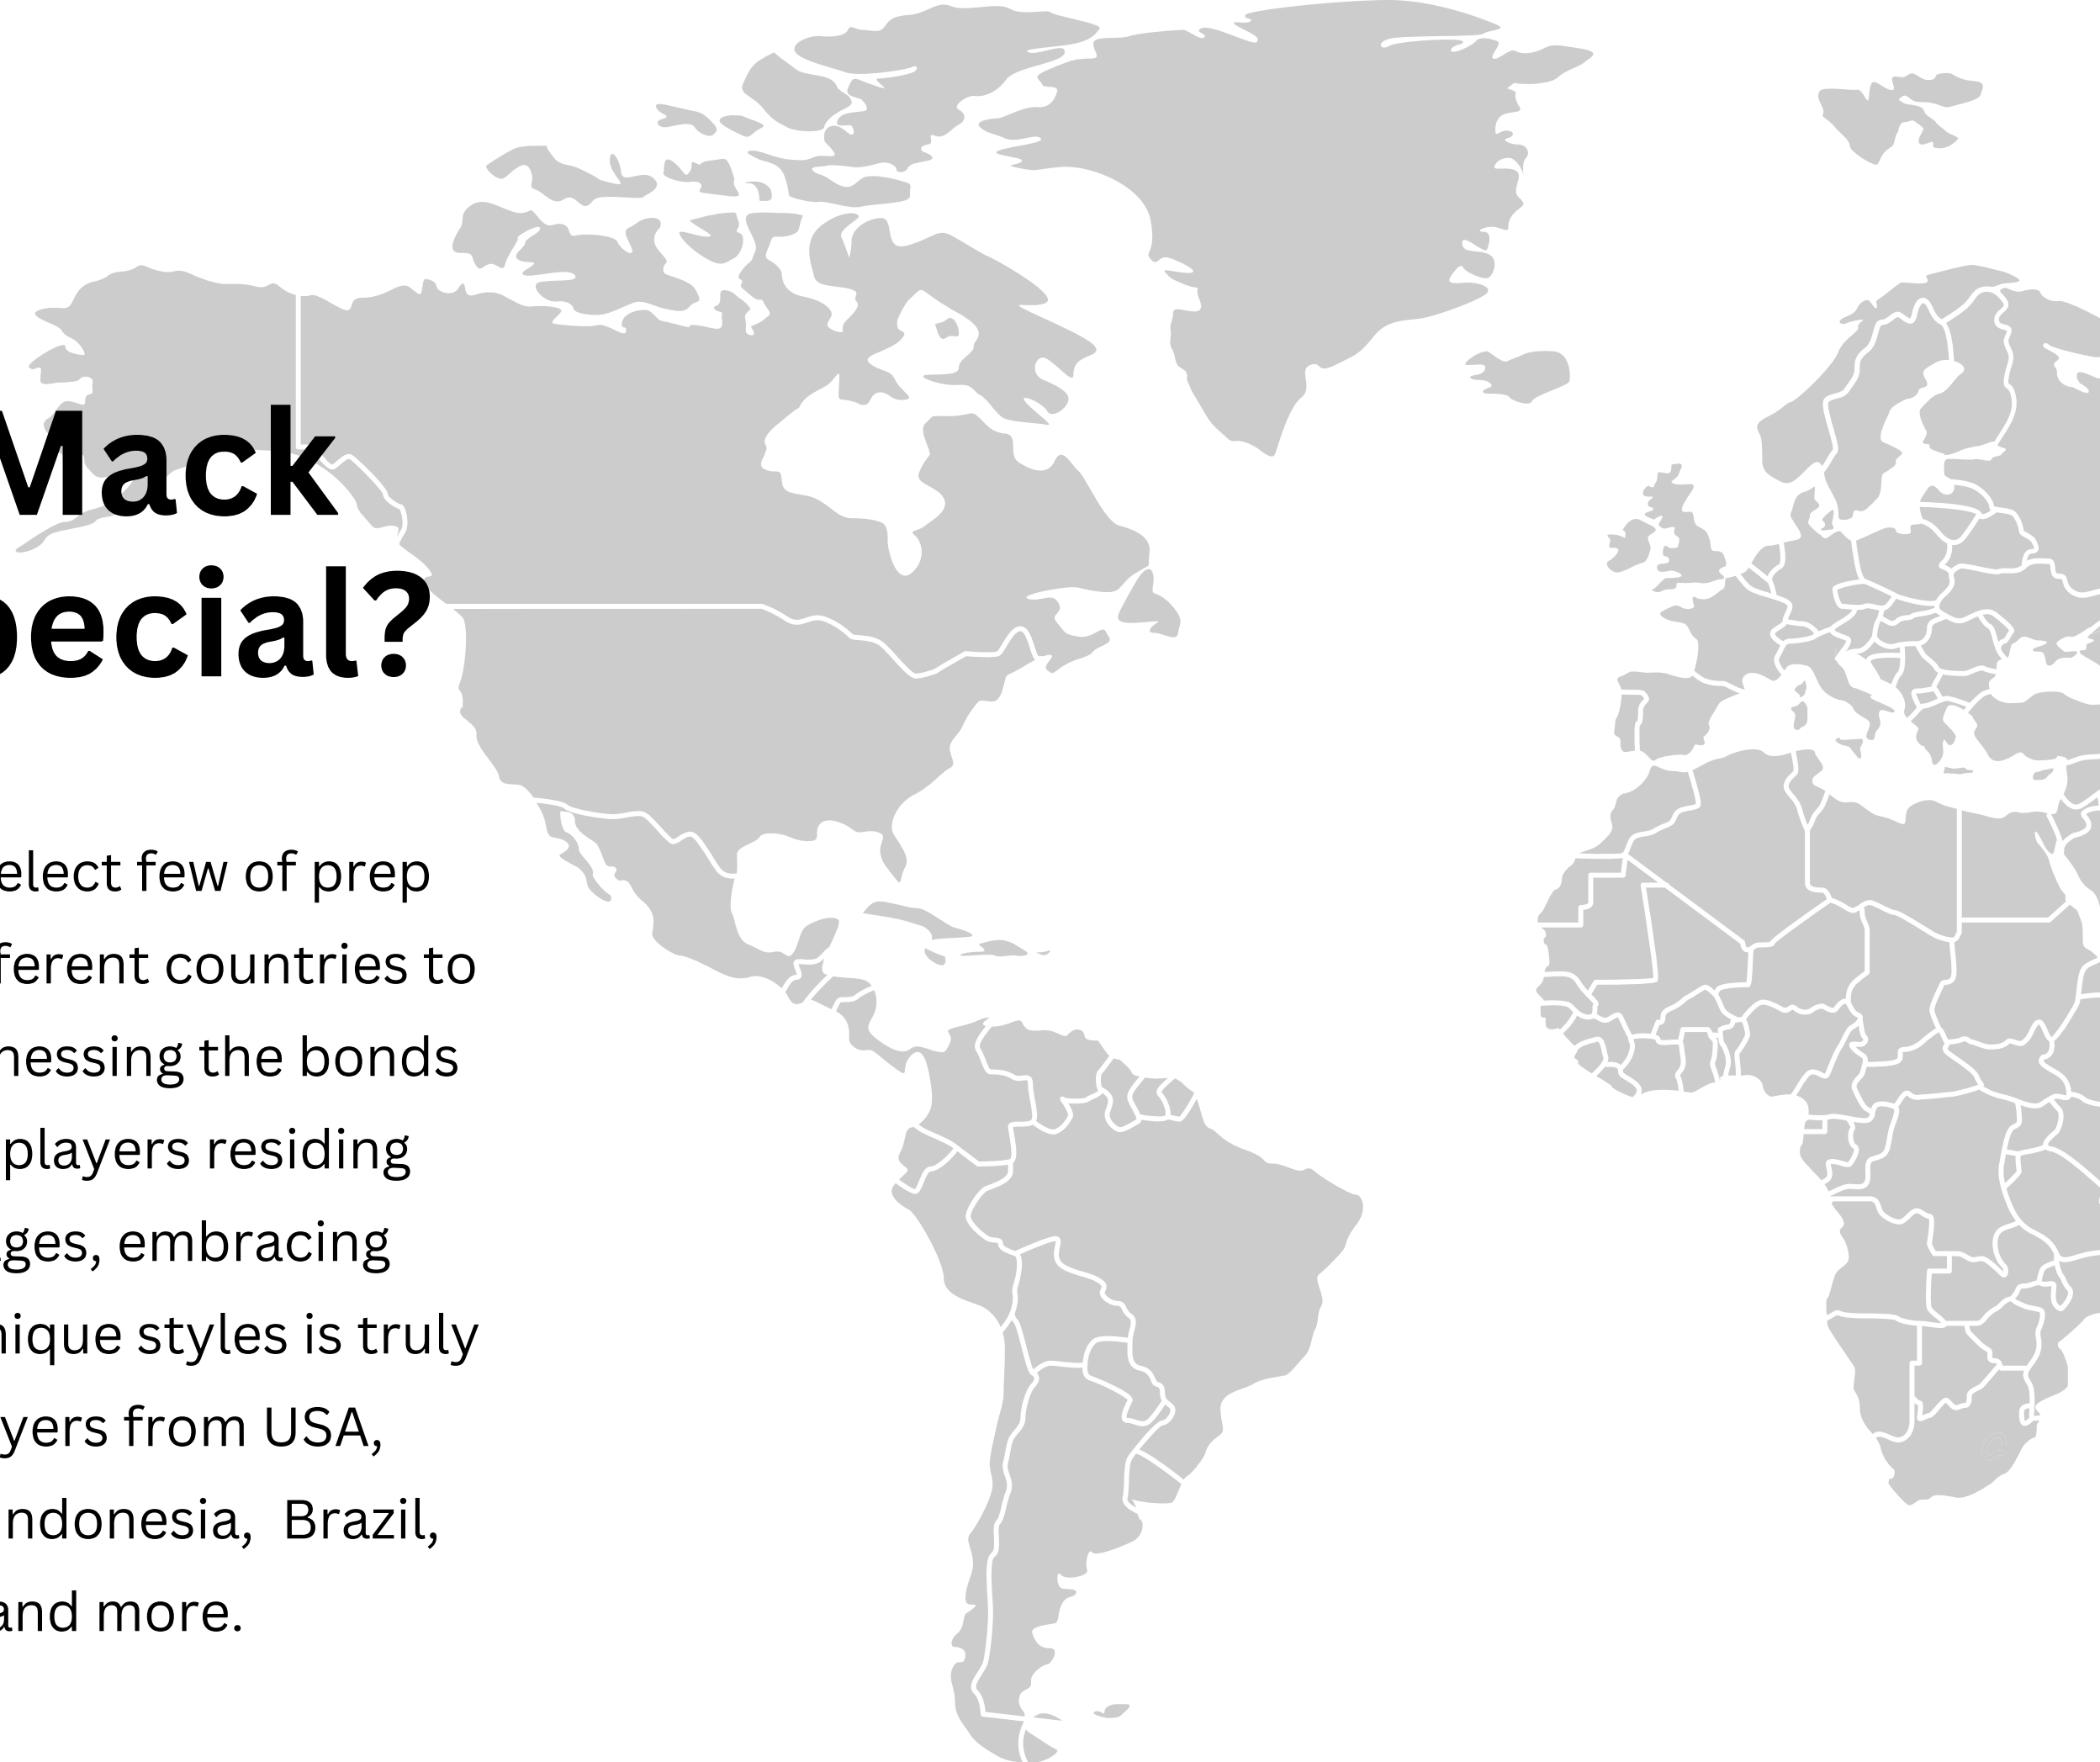 Mack
pecial?
elect few of prep
ferent countries to
nessing the bonds
players residing
ges, embracing
nique styles is truly
yers from USA,
ndonesia, Brazil,
and more.